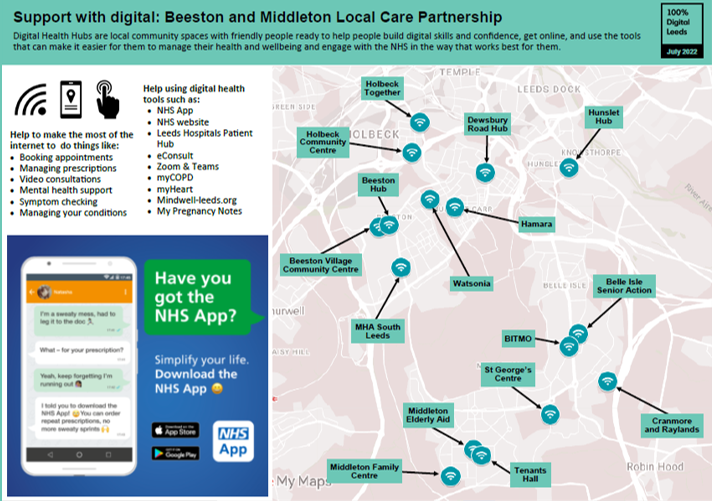 Support with digital: Beeston and Middleton Local Care Partnership
Digital Health Hubs are local community spaces with friendly people ready to help people build digital skills and confidence, get online, and use the tools
that can make it easier for them to manage their health and wellbeing and engage with the NHS in the way that works best for them.
100%
Digital
Leeds
July 2022
Help to make the most of the
internet to do things like:
• Booking appointments
• Managing prescriptions
• Video consultations
• Mental health support
• Symptom checking
• Managing your conditions
Help using digital health
tools such as:
• NHS App
• NHS website
• Leeds Hospitals Patient
Hub
• eConsult
• Zoom & Teams
• myCOPD
• myHeart
• Mindwell-leeds.org
• My Pregnancy Notes
I'm a sweaty mess, had to
leg it to the doc
What – for your prescription?
Yeah, keep forgetting I'm
running out
I told you to download the
NHS App! You can order
repeat prescriptions, no
more sweaty sprints
Have you
got the
NHS App?
Simplify your life.
Download the
NHS App
App Store
Google Play
NHS
App
TEMPLE
LEEDS DOCK
Holbeck
Together
Dewsbury
Road Hub
Hunslet
Hub
Holbeck
Community
Centre
Beeston
Hub
Hamara
Beeston Village
Community Centre
Watsonia
MHA South
Leeds
BELLE ISLE
Belle Isle
Senior Action
BITMO
St George's
Centre
Cranmore
and Raylands
Middleton
Elderly Aid
Middleton Family
Centre
Tenants
Hall
Robin Hood
My Maps